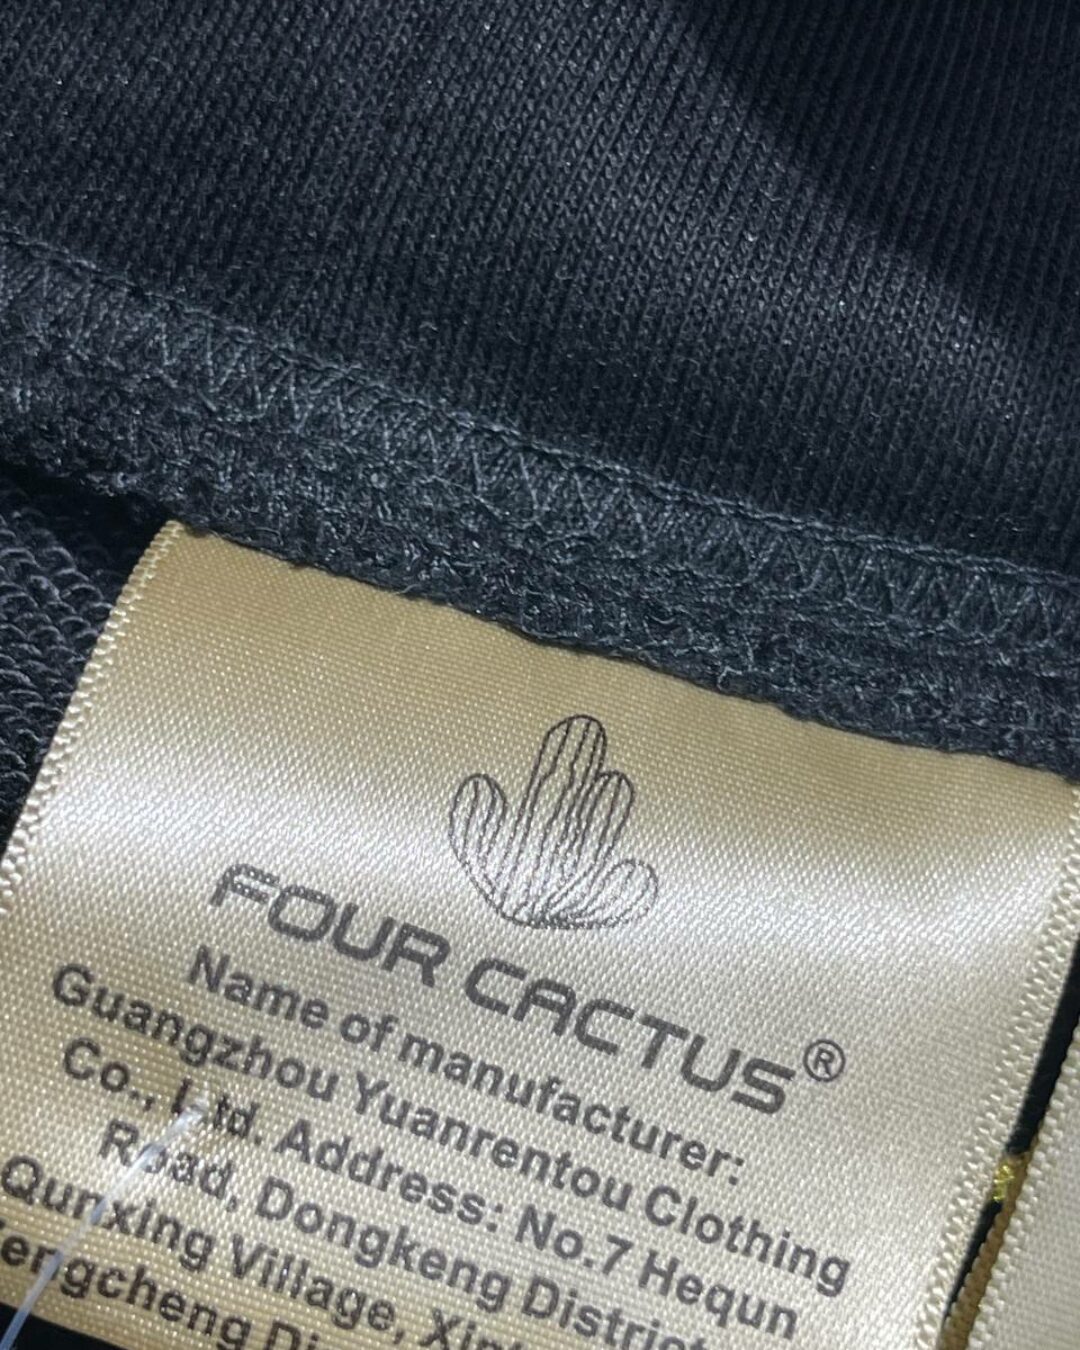 FOUR CACTUS®
Name of manufacturer:
Guangzhou Yuanrentou Clothing
Co., Ltd. Address: No.7 Hequn
Road, Dongkeng District
Qunxing Village,